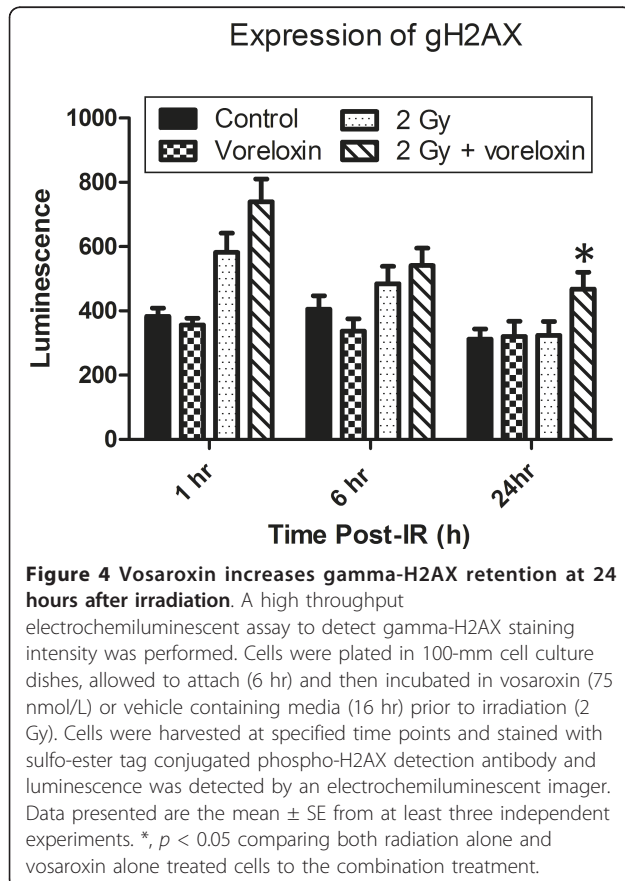 Expression of gH2AX
1000
800
600
400
200
0
Luminescence
Control
2 Gy
Voreloxin
2 Gy + voreloxin
*
1 hr
6 hr
24hr
Time Post-IR (h)
Figure 4 Vosaroxin increases gamma-H2AX retention at 24
hours after irradiation. A high throughput
electrochemiluminescent assay to detect gamma-H2AX staining
intensity was performed. Cells were plated in 100-mm cell culture
dishes, allowed to attach (6 hr) and then incubated in vosaroxin (75
nmol/L) or vehicle containing media (16 hr) prior to irradiation (2
Gy). Cells were harvested at specified time points and stained with
sulfo-ester tag conjugated phospho-H2AX detection antibody and
luminescence was detected by an electrochemiluminescent imager.
Data presented are the mean ± SE from at least three independent
experiments. *, p < 0.05 comparing both radiation alone and
vosaroxin alone treated cells to the combination treatment.